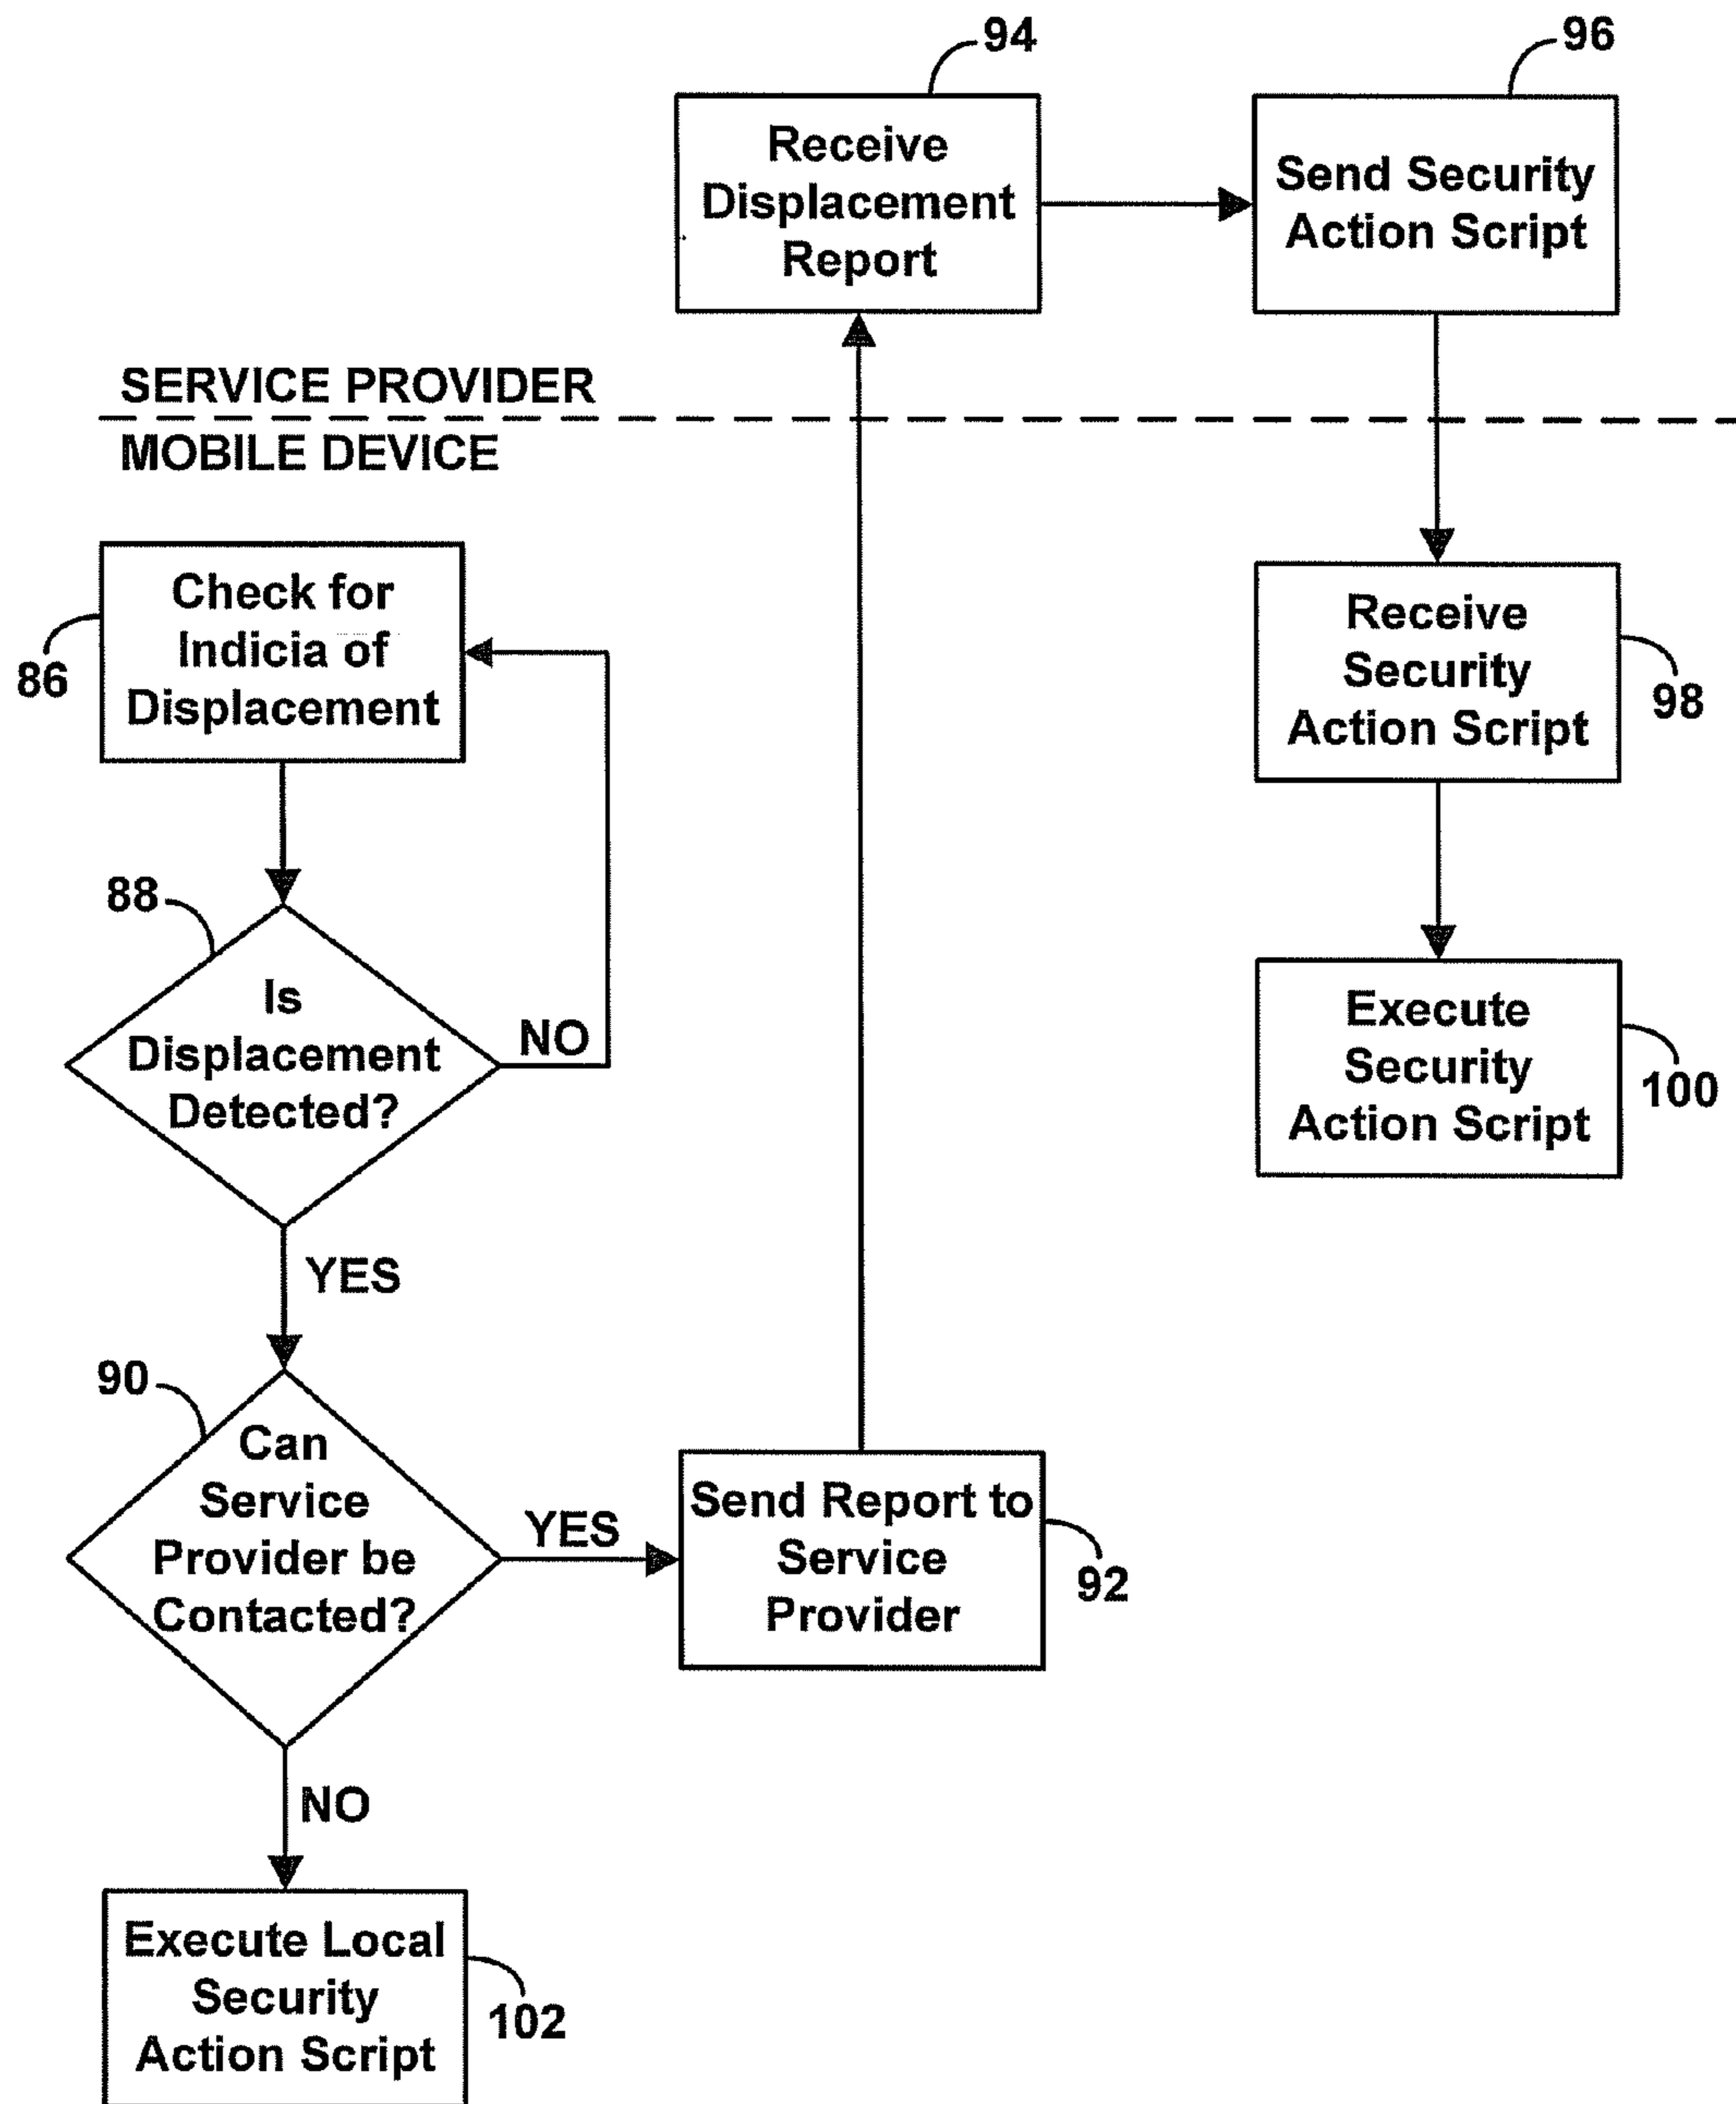 94
96
Receive
Displacement
Report
Send Security
Action Script
SERVICE PROVIDER
MOBILE DEVICE
Check for
Indicia of
Displacement
86
Receive
Security
Action Script
98
88
Is
Displacement
Detected?
NO
Execute
Security
Action Script
100
YES
90
Can
Service
Provider be
Contacted?
YES
Send Report to
Service
Provider
92
NO
Execute Local
Security
Action Script
102